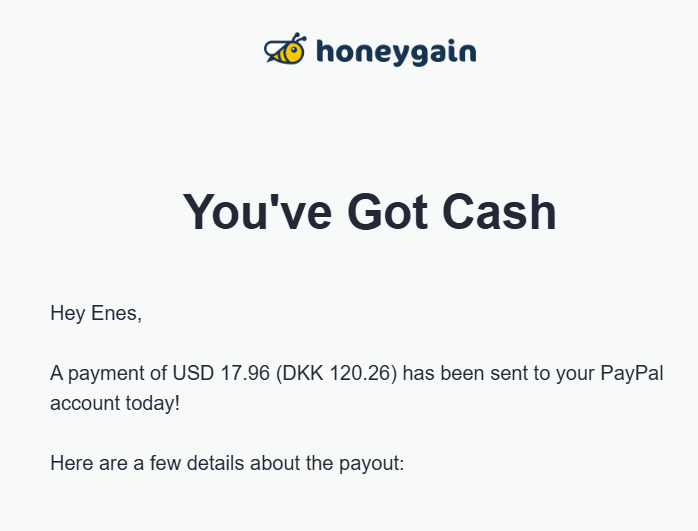 honeygain
You've Got Cash
Hey Enes,
A payment of USD 17.96 (DKK 120.26) has been sent to your PayPal
account today!
Here are a few details about the payout: